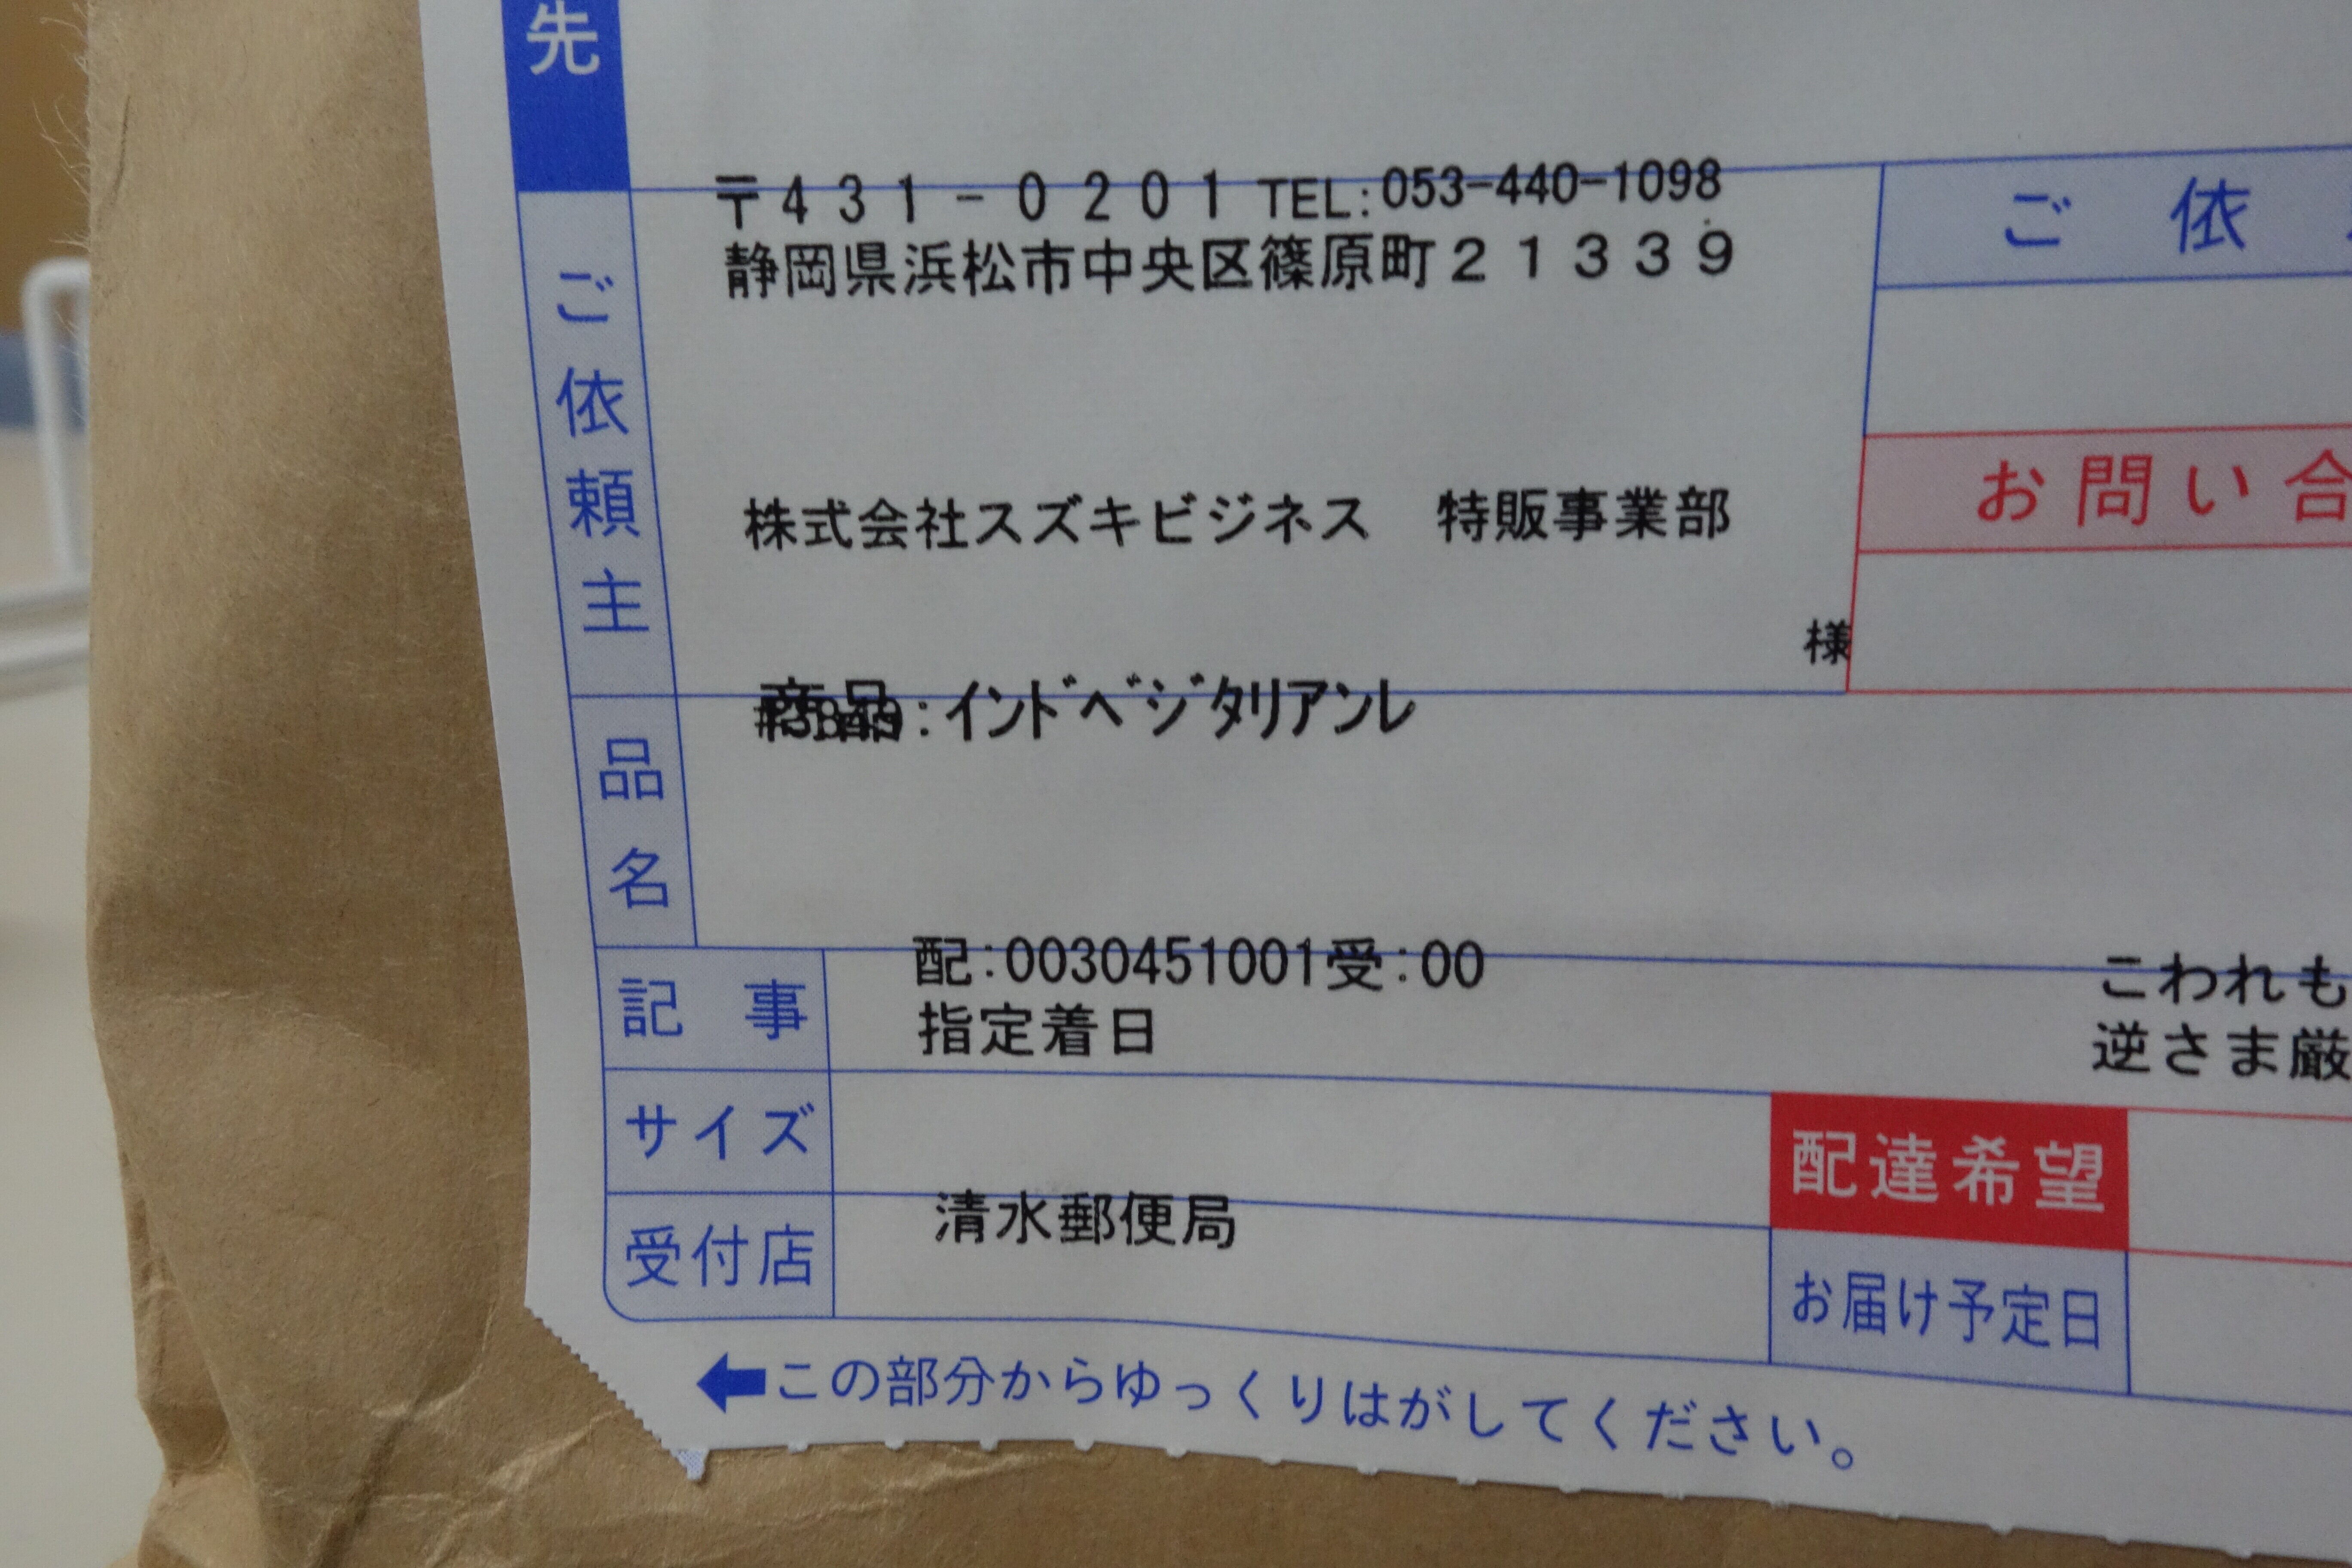 先
〒431-0201 TEL:053-440-1098
静岡県浜松市中央区篠原町21339
ご依頼主
株式会社スズキビジネス 特販事業部
様
ご依
お問い合
品名
:インドベジタリアンレ
記事
配:0030451001受:00
指定着日
こわれも
逆さま厳
サイズ
配達希望
受付店
清水郵便局
お届け予定日
←この部分からゆっくりはがしてください。